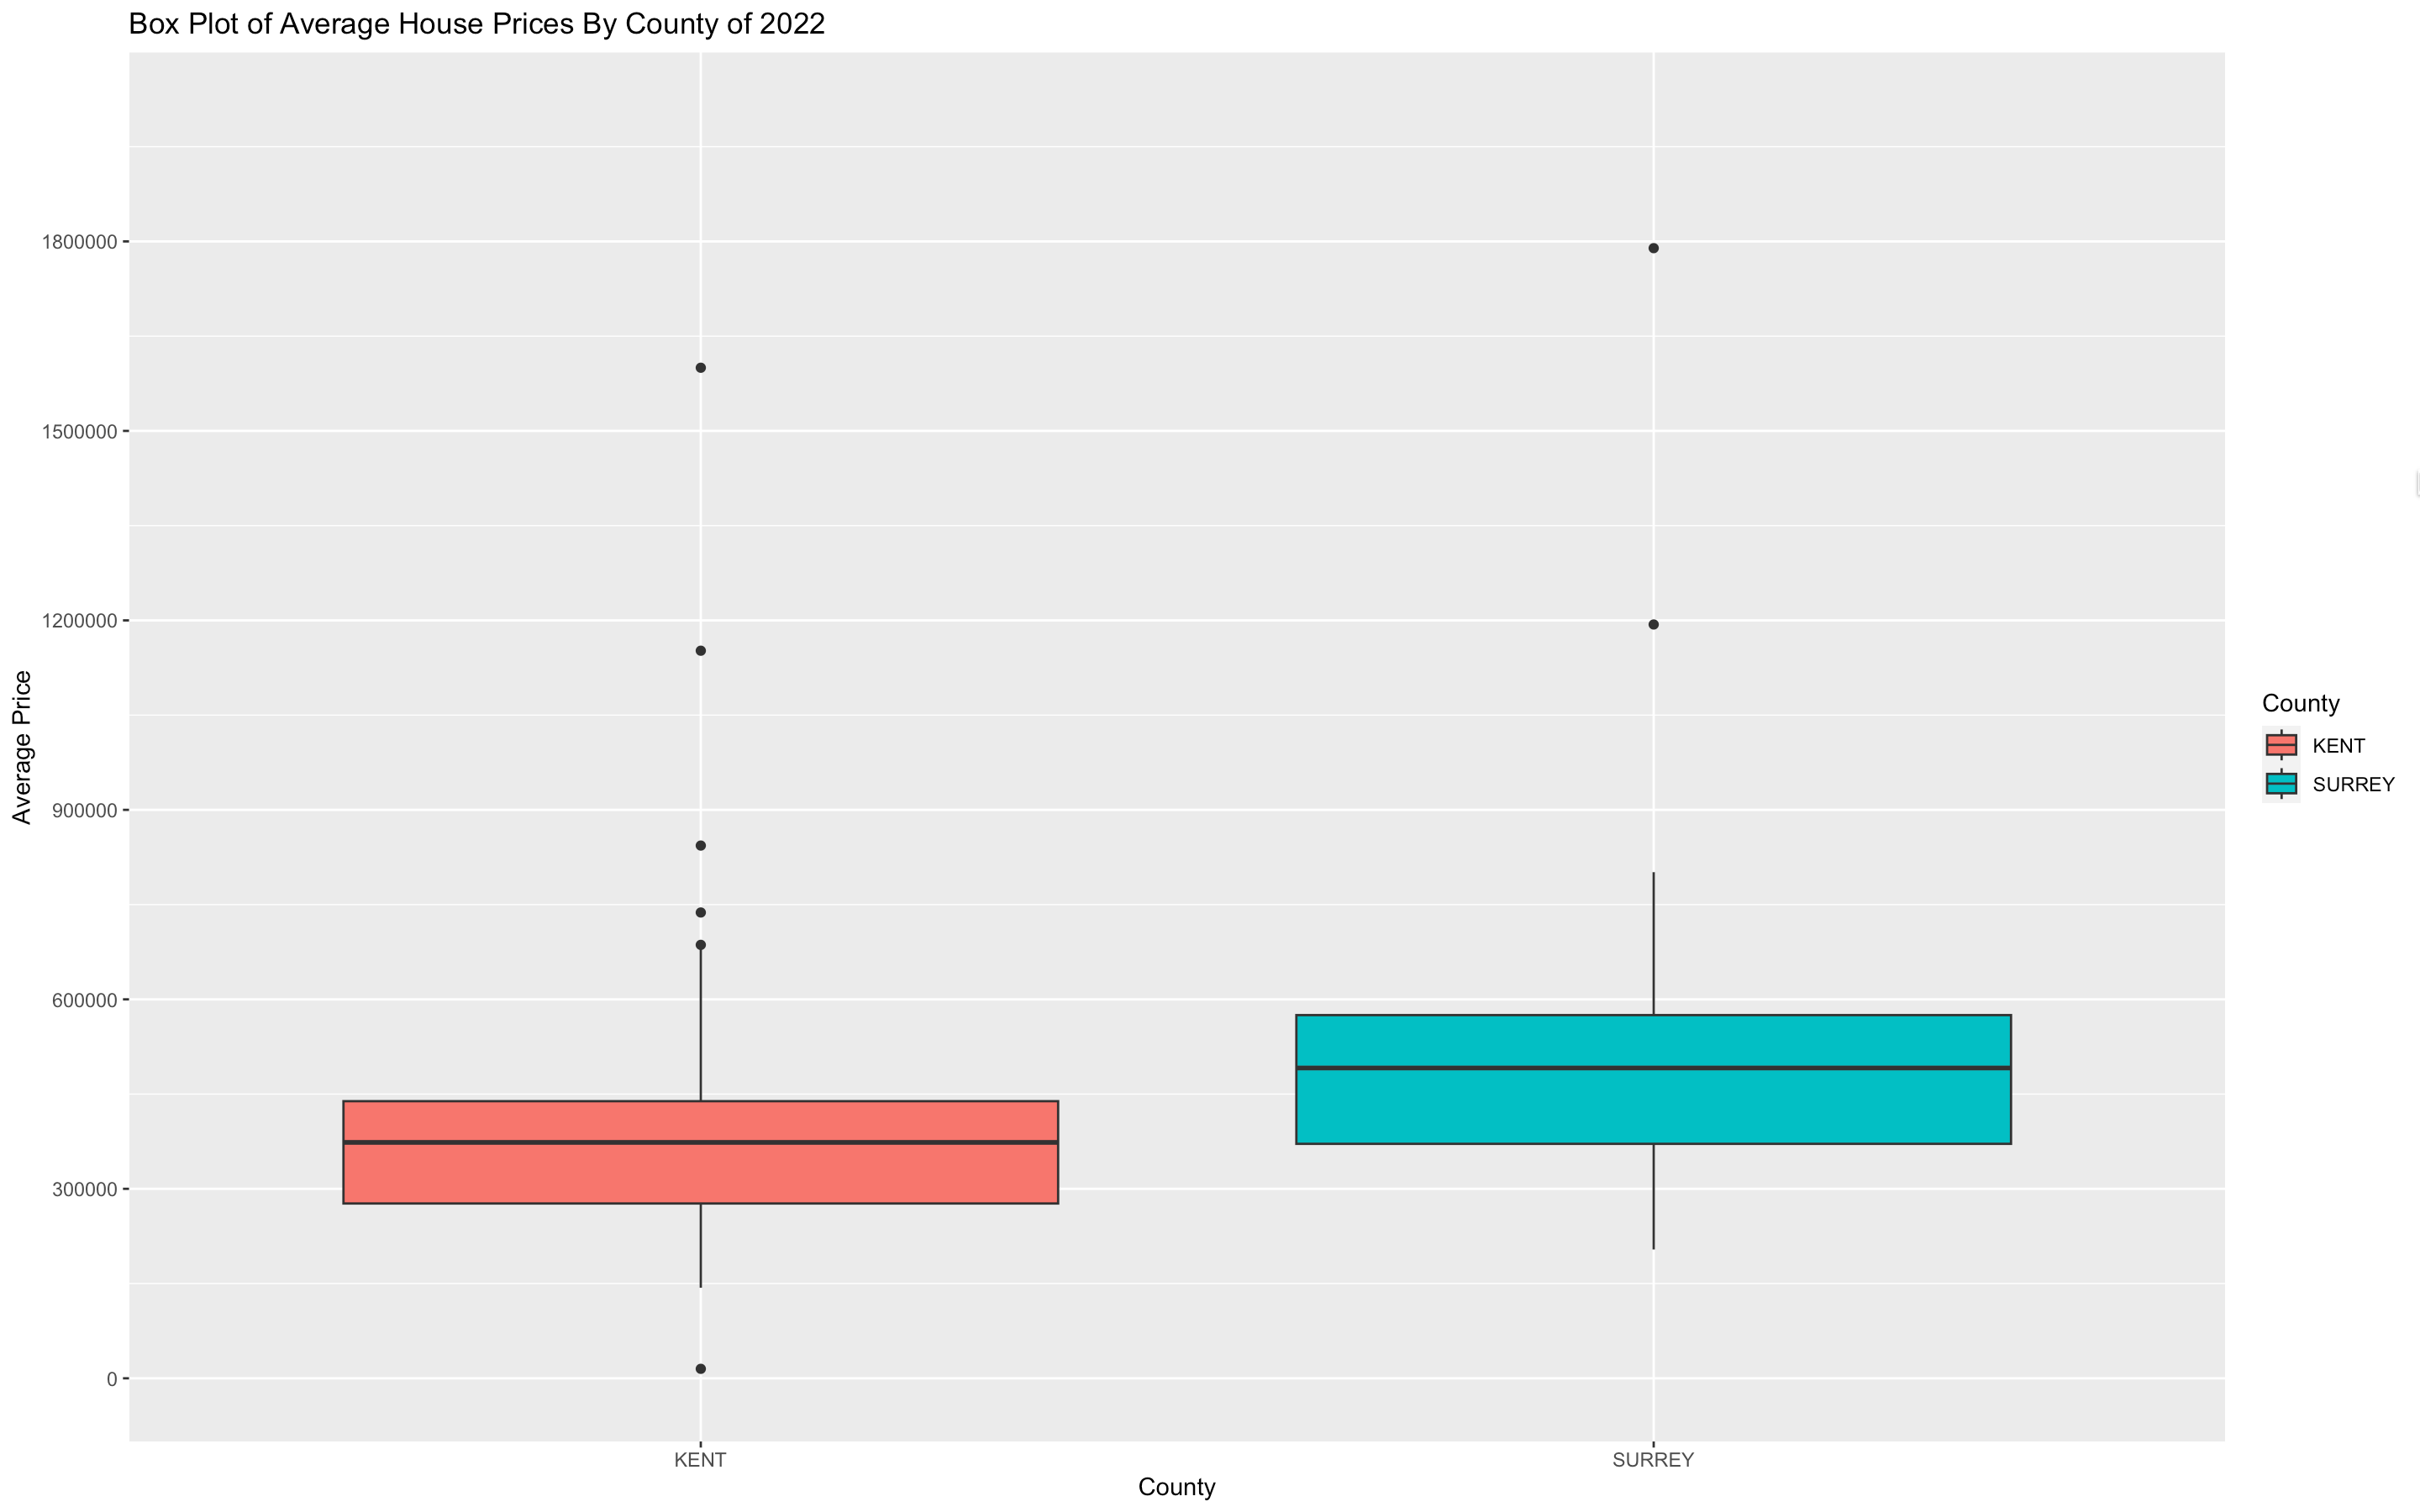 Box Plot of Average House Prices By County of 2022
1800000
1500000
1200000
900000
600000
300000
0
Average Price
KENT
SURREY
County
County
KENT
SURREY